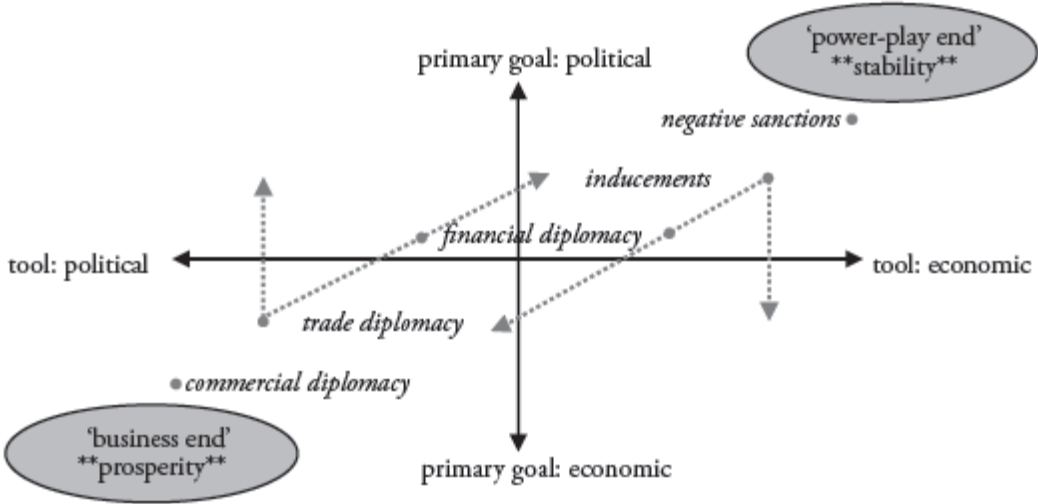 ‘power-play end’
**stability**
primary goal: political
negative sanctions
inducements
financial diplomacy
tool: political
tool: economic
trade diplomacy
commercial diplomacy
‘business end’
**prosperity**
primary goal: economic